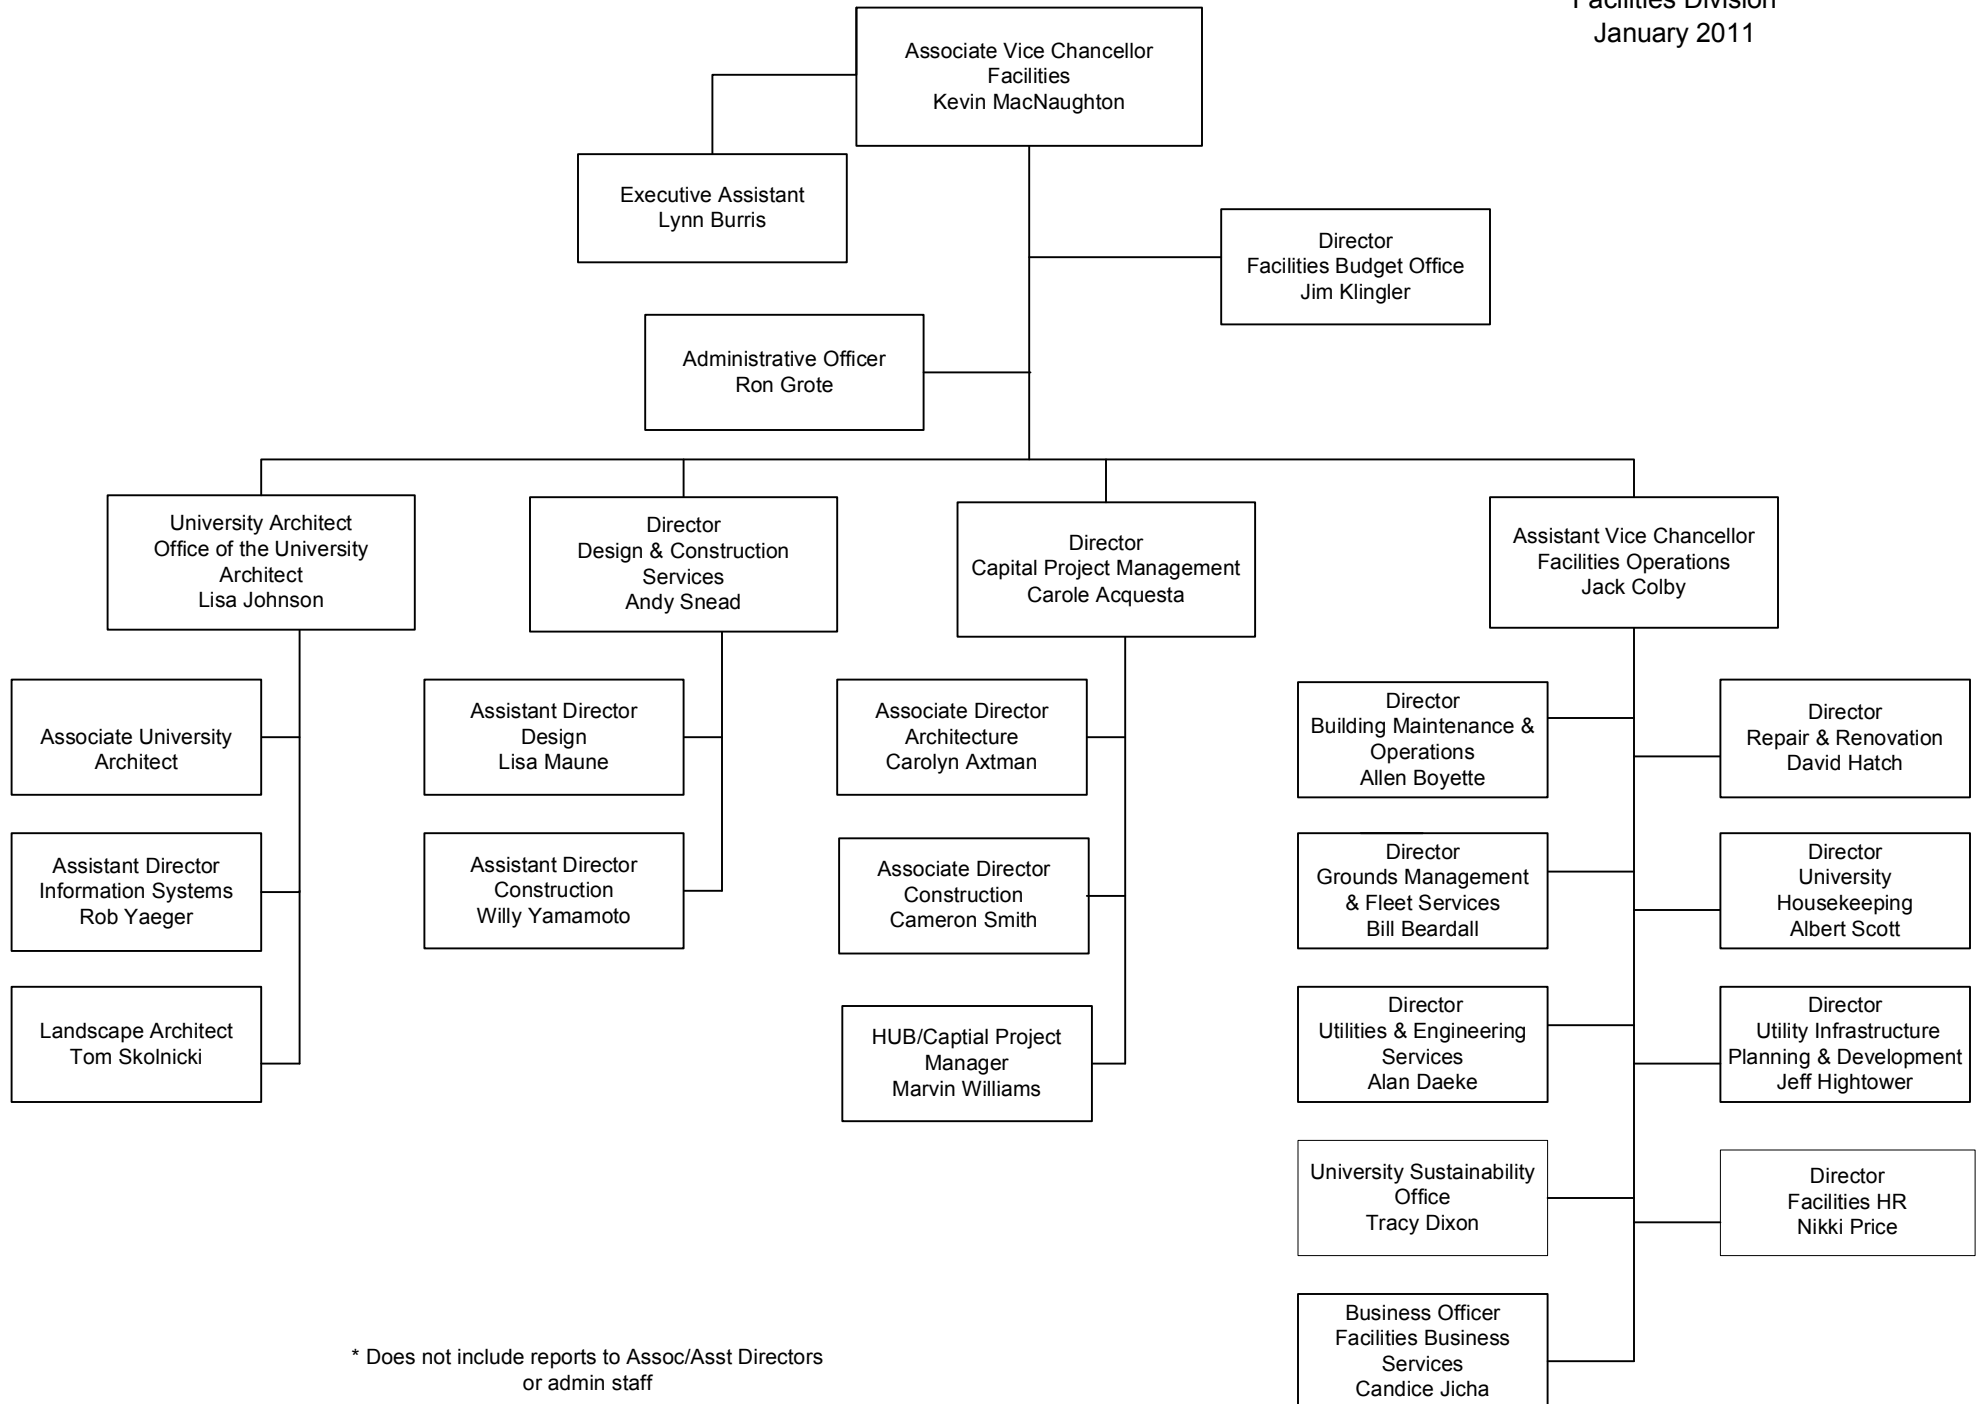 Facilities Division
January 2011
Associate Vice Chancellor
Facilities
Kevin MacNaughton
Executive Assistant
Lynn Burris
Director
Facilities Budget Office
Jim Klingler
Administrative Officer
Ron Grote
University Architect
Office of the University
Architect
Lisa Johnson
Director
Design & Construction
Services
Andy Snead
Director
Capital Project Management
Carole Acquesta
Assistant Vice Chancellor
Facilities Operations
Jack Colby
Associate University
Architect
Assistant Director
Design
Lisa Maune
Associate Director
Architecture
Carolyn Axtman
Director
Building Maintenance &
Operations
Allen Boyette
Director
Repair & Renovation
David Hatch
Assistant Director
Information Systems
Rob Yaeger
Assistant Director
Construction
Willy Yamamoto
Associate Director
Construction
Cameron Smith
Director
Grounds Management
& Fleet Services
Bill Beardall
Director
University
Housekeeping
Albert Scott
Landscape Architect
Tom Skolnicki
HUB/Captial Project
Manager
Marvin Williams
Director
Utilities & Engineering
Services
Alan Daeke
Director
Utility Infrastructure
Planning & Development
Jeff Hightower
University Sustainability
Office
Tracy Dixon
Director
Facilities HR
Nikki Price
Business Officer
Facilities Business
Services
Candice Jicha
* Does not include reports to Assoc/Asst Directors
or admin staff